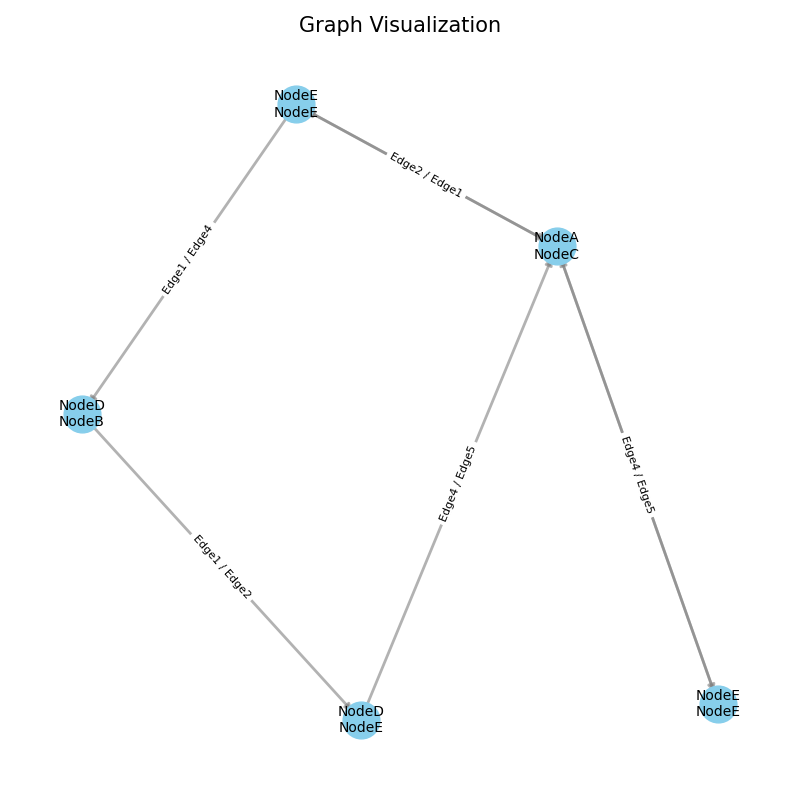 Graph Visualization
NodeE
NodeE
Edge2 / Edge1
Edge1 / Edge4
NodeA
NodeC
NodeD
NodeB
Edge4 / Edge5
Edge4 / Edge5
Edge1 / Edge2
NodeE
NodeE
NodeD
NodeE